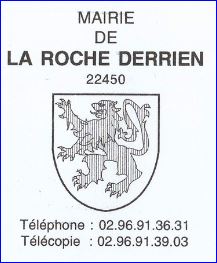 MAIRIE
DE
LA ROCHE DERRIEN
22450
Téléphone : 02.96.91.36.31
Télécopie : 02.96.91.39.03